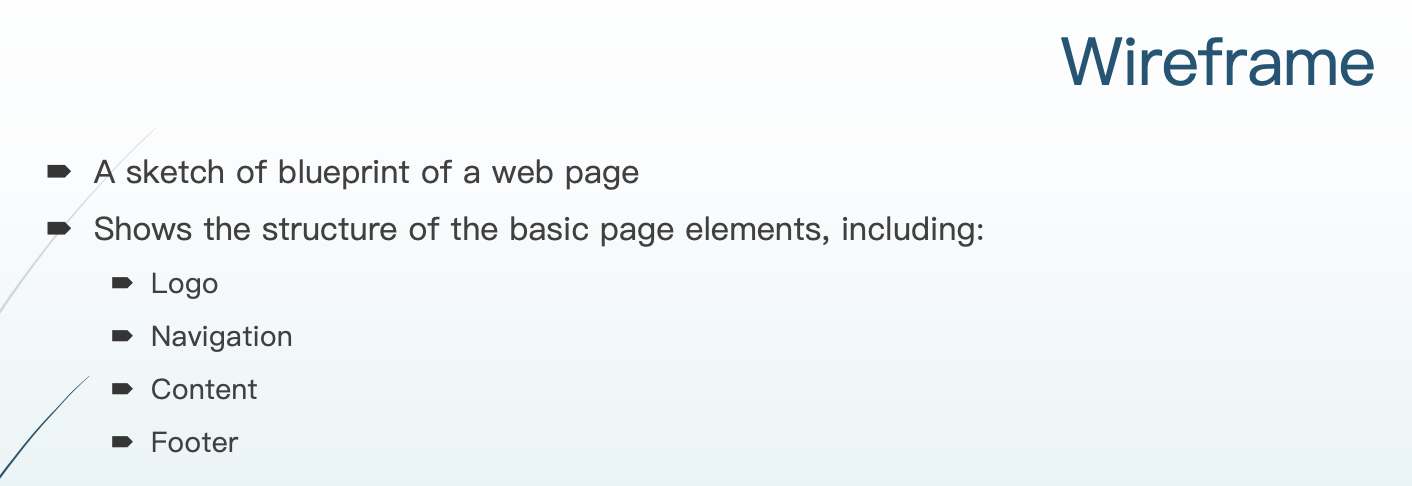 Wireframe
A sketch of blueprint of a web page
Shows the structure of the basic page elements, including:
Logo
Navigation
Content
Footer